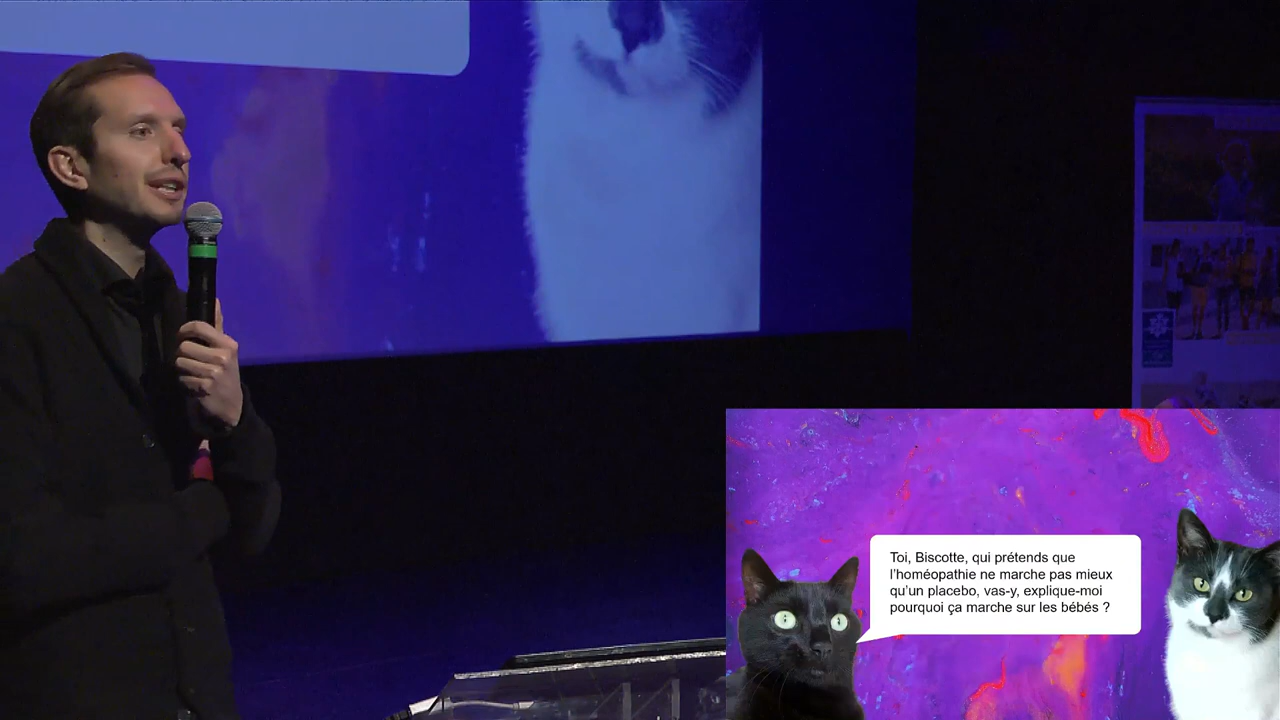 Toi, Biscotte, qui prétends que
l'homéopathie ne marche pas mieux
qu'un placebo, vas-y, explique-moi
pourquoi ça marche sur les bébés ?